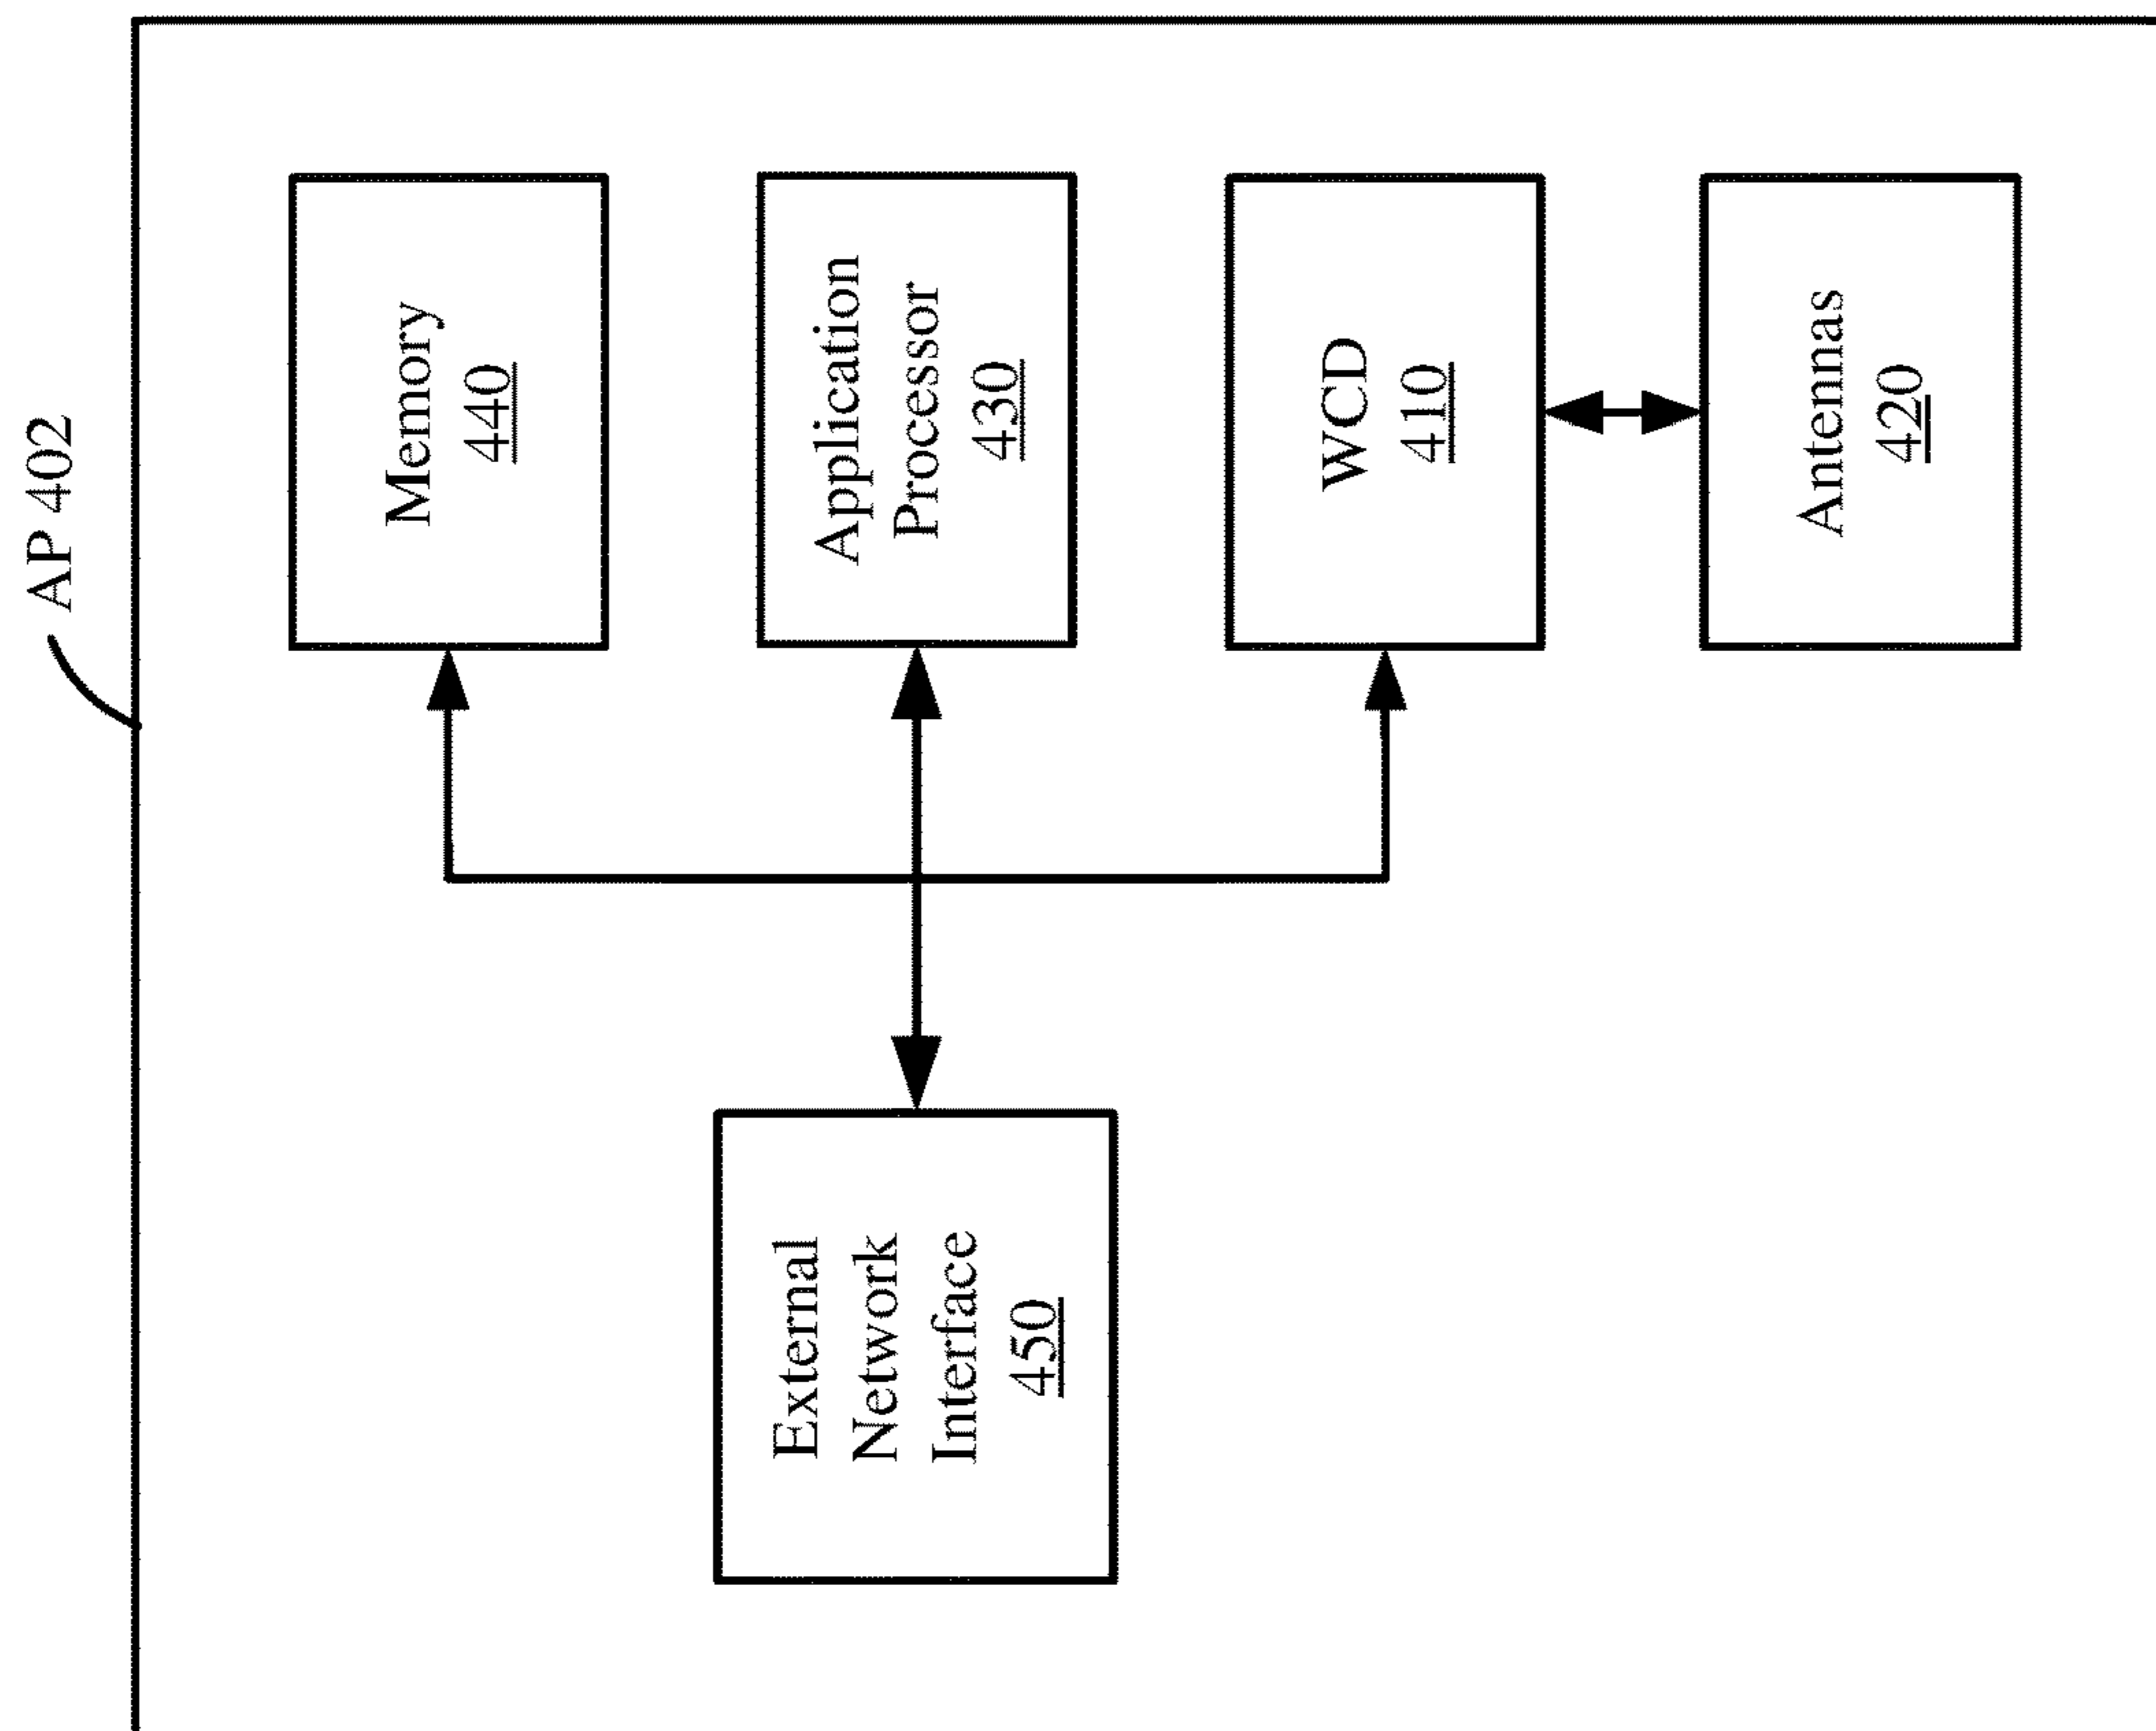 AP 402
Memory
440
Application
Processor
430
External
Network
Interface
450
WCD
410
Antennas
420